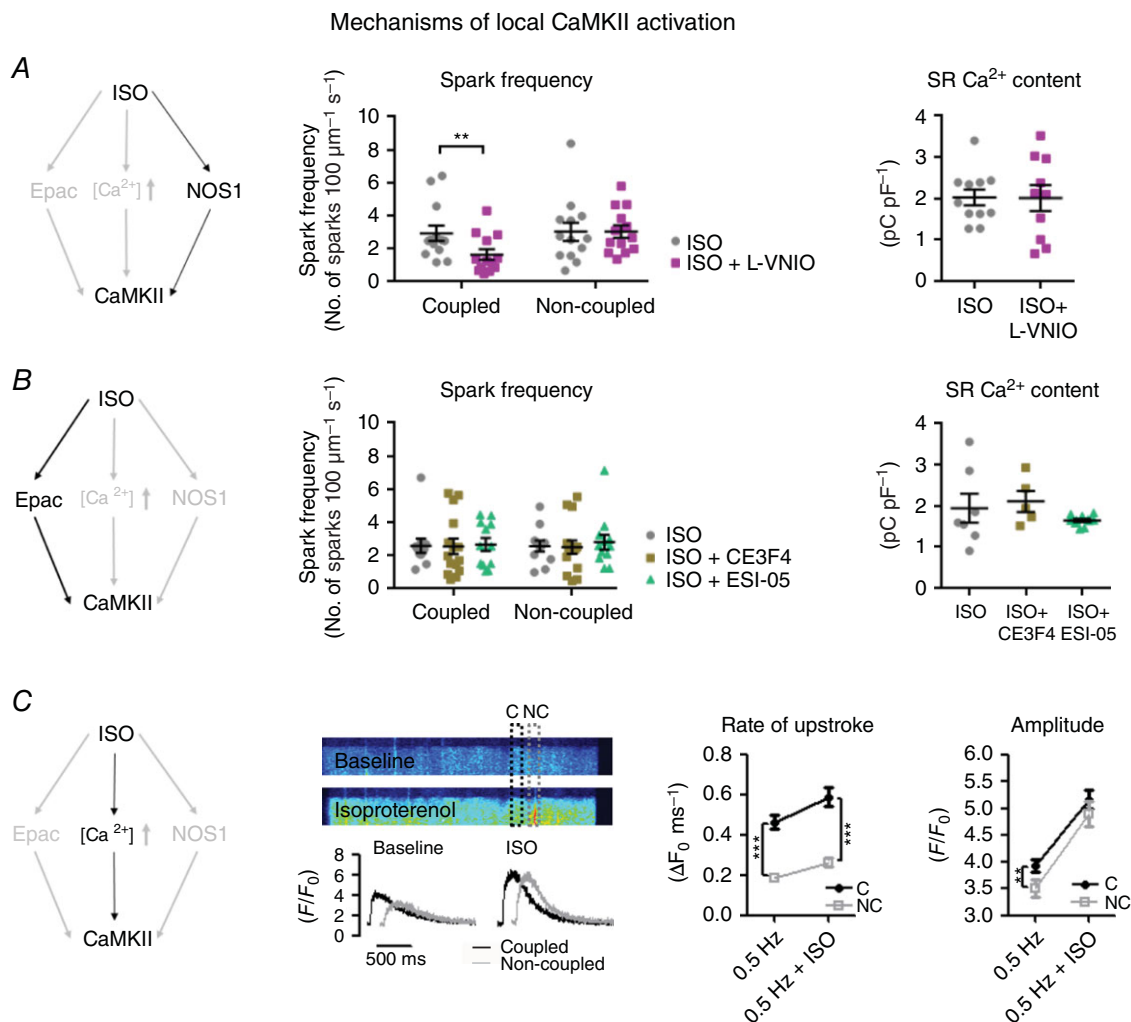 Mechanisms of local CaMKII activation
A
ISO
Epac
[Ca²⁺]
NOS1
CaMKII
Spark frequency
Spark frequency
(No. of sparks 100 µm⁻¹ s⁻¹)
10
8
6
4
2
0
**
Coupled
Non-coupled
ISO
ISO + L-VNIO
SR Ca²⁺ content
(pC pF⁻¹)
4
3
2
1
0
ISO
ISO+
L-VNIO
B
ISO
Epac
[Ca ²⁺]
NOS1
CaMKII
Spark frequency
Spark frequency
(No. of sparks 100 µm⁻¹ s⁻¹)
10
8
6
4
2
0
Coupled
Non-coupled
ISO
ISO + CE3F4
ISO + ESI-05
SR Ca²⁺ content
(pC pF⁻¹)
4
3
2
1
0
ISO
ISO+
CE3F4
ISO+
ESI-05
C
ISO
Epac
[Ca ²⁺]
NOS1
CaMKII
C NC
Baseline
Isoproterenol
Baseline
ISO
(F/F₀)
8
6
4
2
0
500 ms
Coupled
Non-coupled
Rate of upstroke
(ΔF₀ ms⁻¹)
0.8
0.6
0.4
0.2
0.0
***
***
C
NC
0.5 Hz
0.5 Hz + ISO
Amplitude
(F/F₀)
6.0
5.5
5.0
4.5
4.0
3.5
3.0
**
C
NC
0.5 Hz
0.5 Hz + ISO